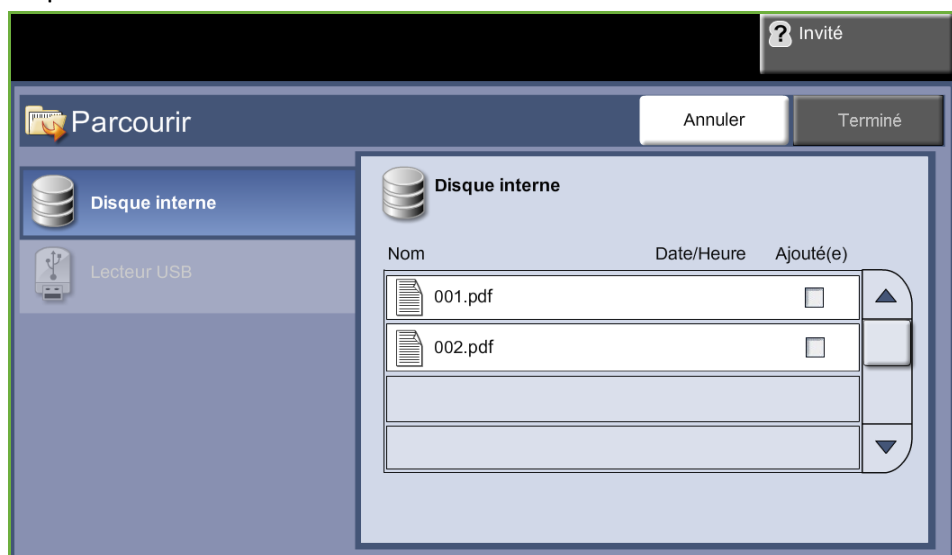 ? Invité
Parcourir
Annuler
Terminé
Disque interne
Lecteur USB
Disque interne
Nom Date/Heure Ajouté(e)
001.pdf
002.pdf